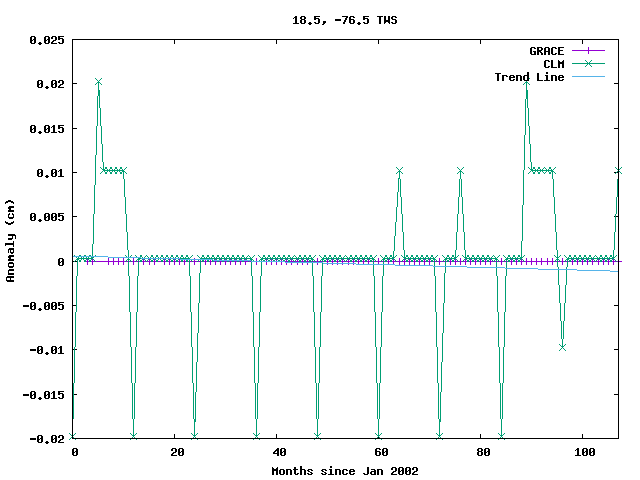 18.5, -76.5 TWS
GRACE
CLM
Trend Line
0.025
0.02
0.015
0.01
0.005
0
-0.005
-0.01
-0.015
-0.02
Anomaly (cm)
0 20 40 60 80 100
Months since Jan 2002